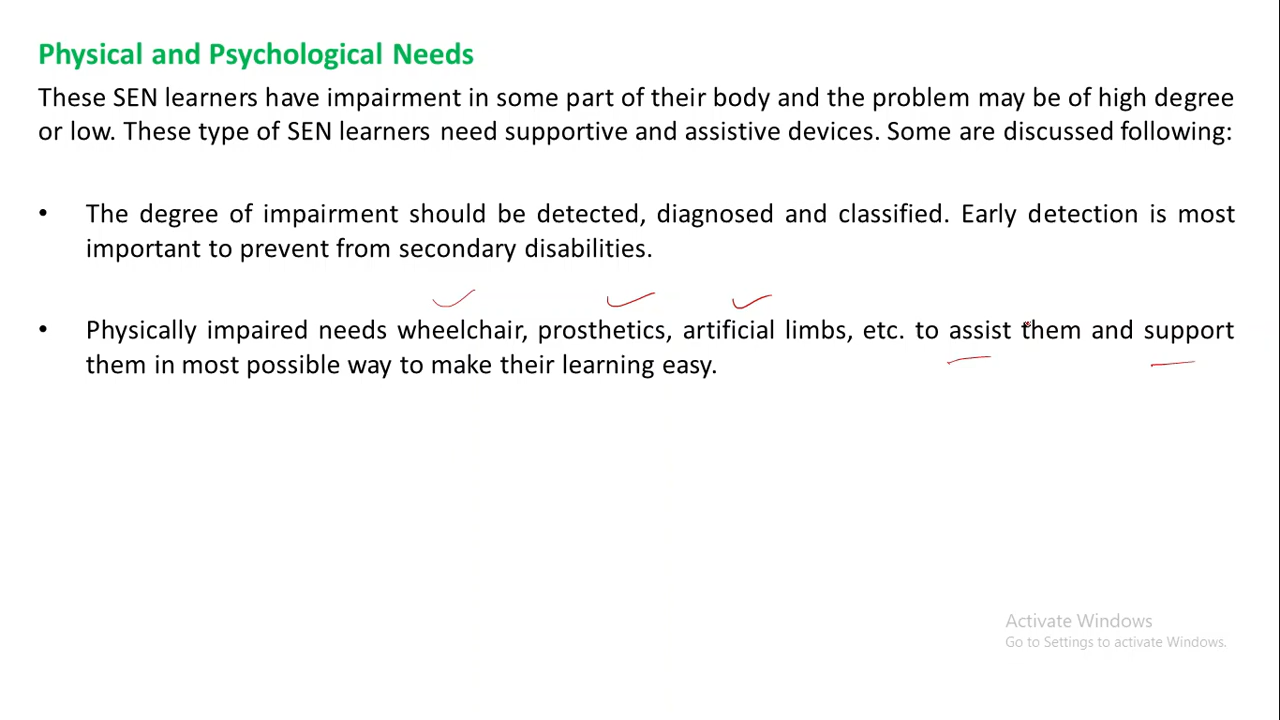 Physical and Psychological Needs
These SEN learners have impairment in some part of their body and the problem may be of high degree
or low. These type of SEN learners need supportive and assistive devices. Some are discussed following:
• The degree of impairment should be detected, diagnosed and classified. Early detection is most
important to prevent from secondary disabilities.
• Physically impaired needs wheelchair, prosthetics, artificial limbs, etc. to assist them and support
them in most possible way to make their learning easy.
Activate Windows
Go to Settings to activate Windows.